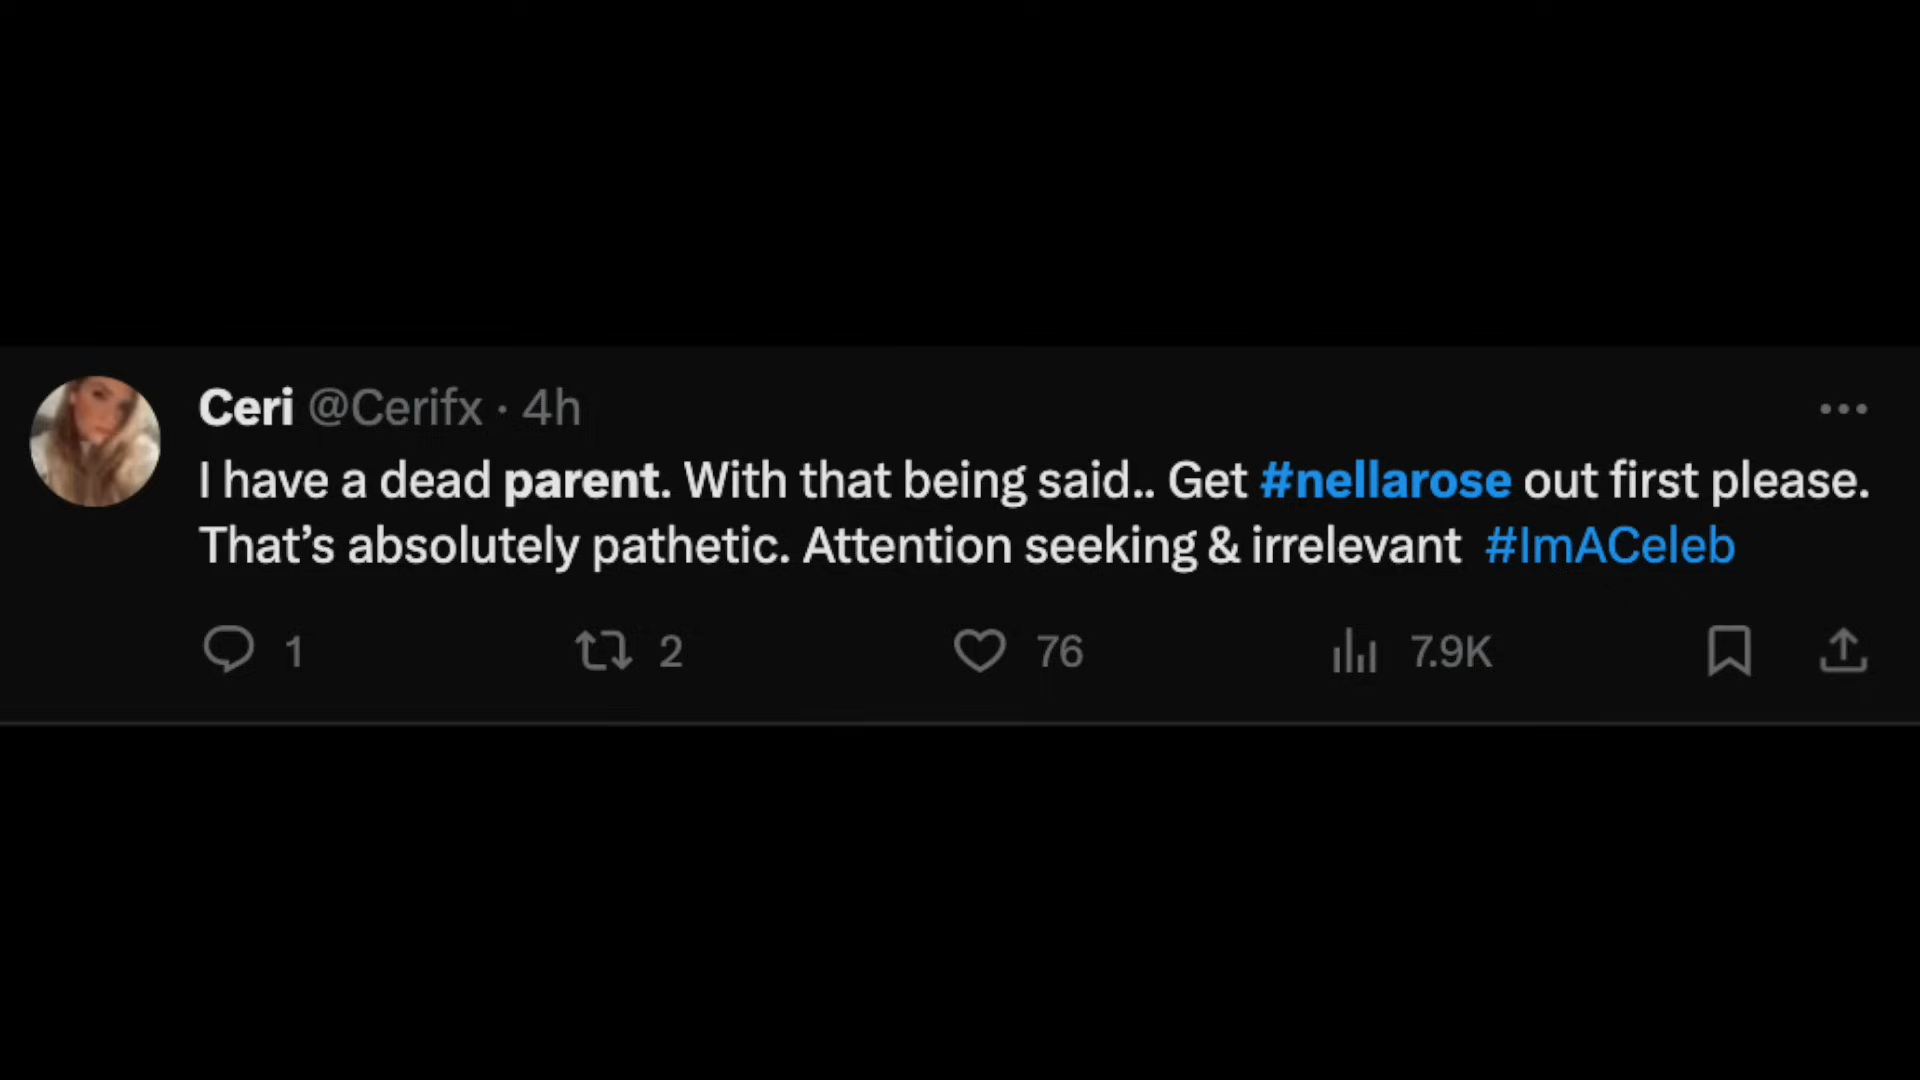 Ceri @Cerifx · 4h
I have a dead parent. With that being said.. Get #nellarose out first please.
That’s absolutely pathetic. Attention seeking & irrelevant #ImACeleb
1 2 76 7.9K